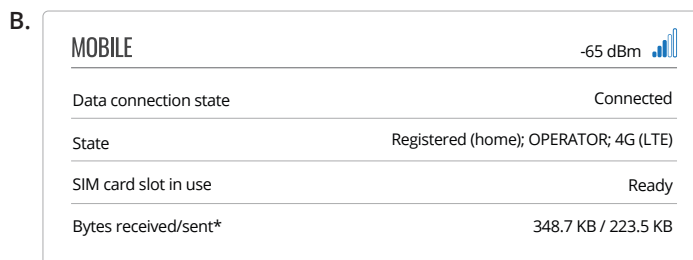 B.
MOBILE -65 dBm
Data connection state Connected
State Registered (home); OPERATOR; 4G (LTE)
SIM card slot in use Ready
Bytes received/sent* 348.7 KB / 223.5 KB